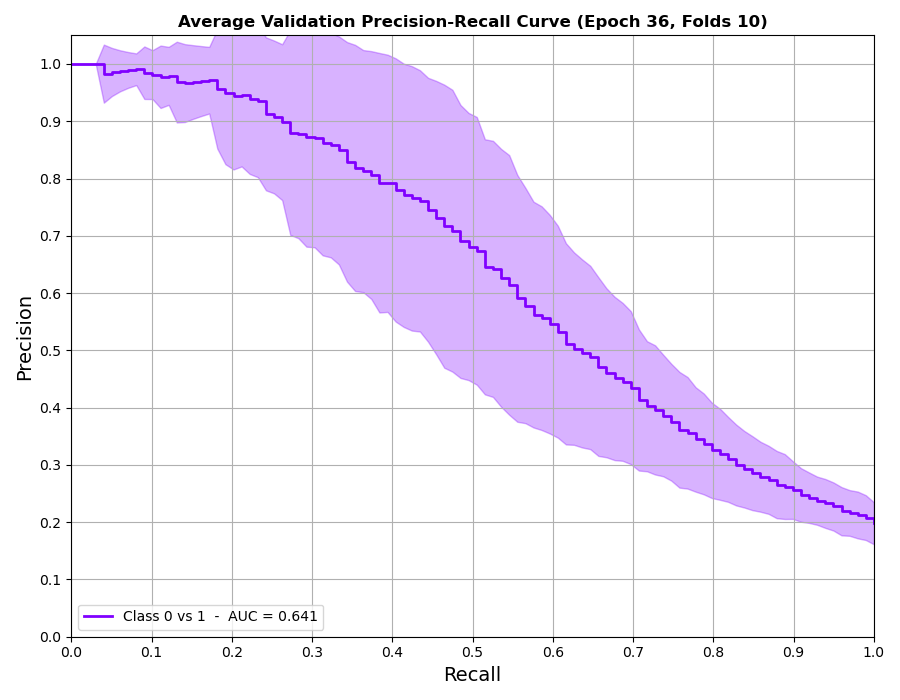 Average Validation Precision-Recall Curve (Epoch 36, Folds 10)
1.0
0.9
0.8
0.7
0.6
0.5
0.4
0.3
0.2
0.1
0.0
Precision
Class 0 vs 1 - AUC = 0.641
0.0 0.1 0.2 0.3 0.4 0.5 0.6 0.7 0.8 0.9 1.0
Recall